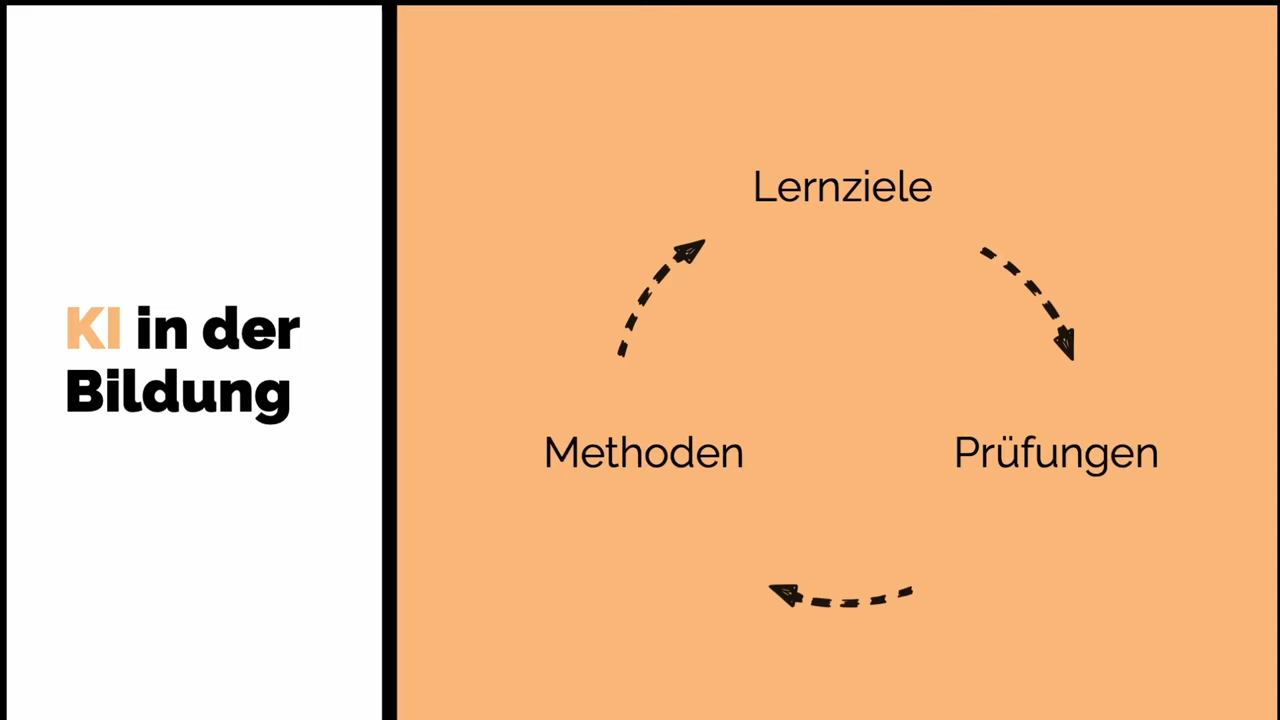 KI in der
Bildung
Lernziele
Methoden
Prüfungen